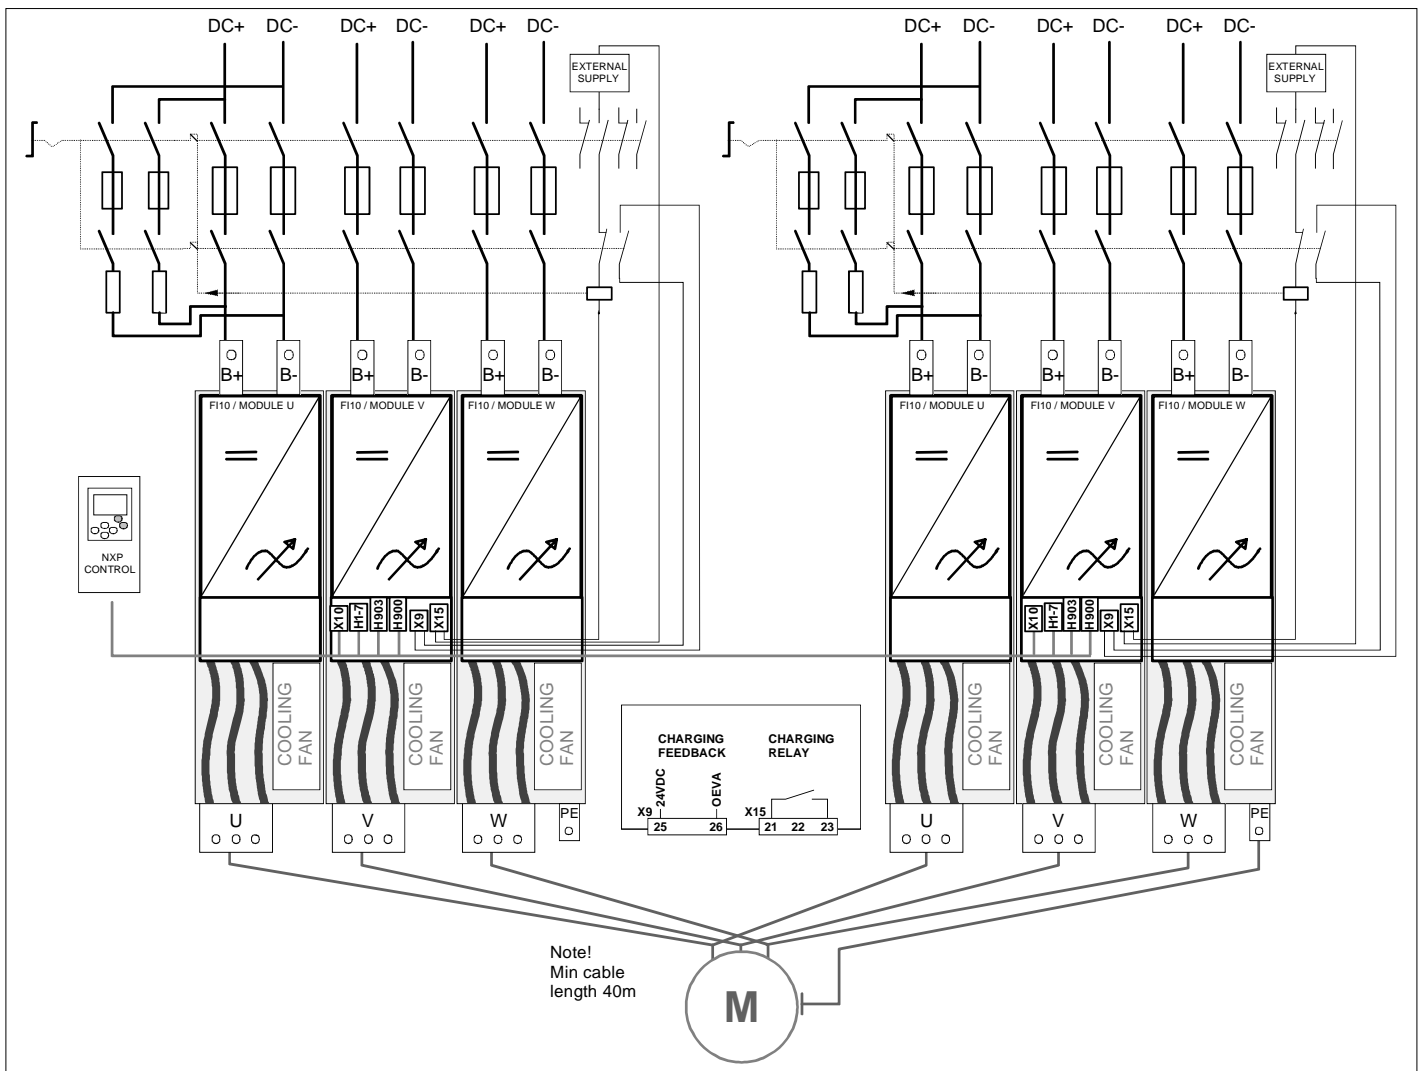 DC+ DC- DC+ DC- DC+ DC-
EXTERNAL
SUPPLY
B+ B- B+ B- B+ B-
FI10 / MODULE U
FI10 / MODULE V
FI10 / MODULE W
NXP
CONTROL
X10
H1-7
H903
H900
X9
X15
COOLING
FAN
COOLING
FAN
COOLING
FAN
U
V
W
PE
DC+ DC- DC+ DC- DC+ DC-
EXTERNAL
SUPPLY
B+ B- B+ B- B+ B-
FI10 / MODULE U
FI10 / MODULE V
FI10 / MODULE W
X10
H1-7
H903
H900
X9
X15
COOLING
FAN
COOLING
FAN
COOLING
FAN
U
V
W
PE
CHARGING
FEEDBACK
CHARGING
RELAY
24VDC
OEVA
X9
25 26
X15
21 22 23
Note!
Min cable
length 40m
M